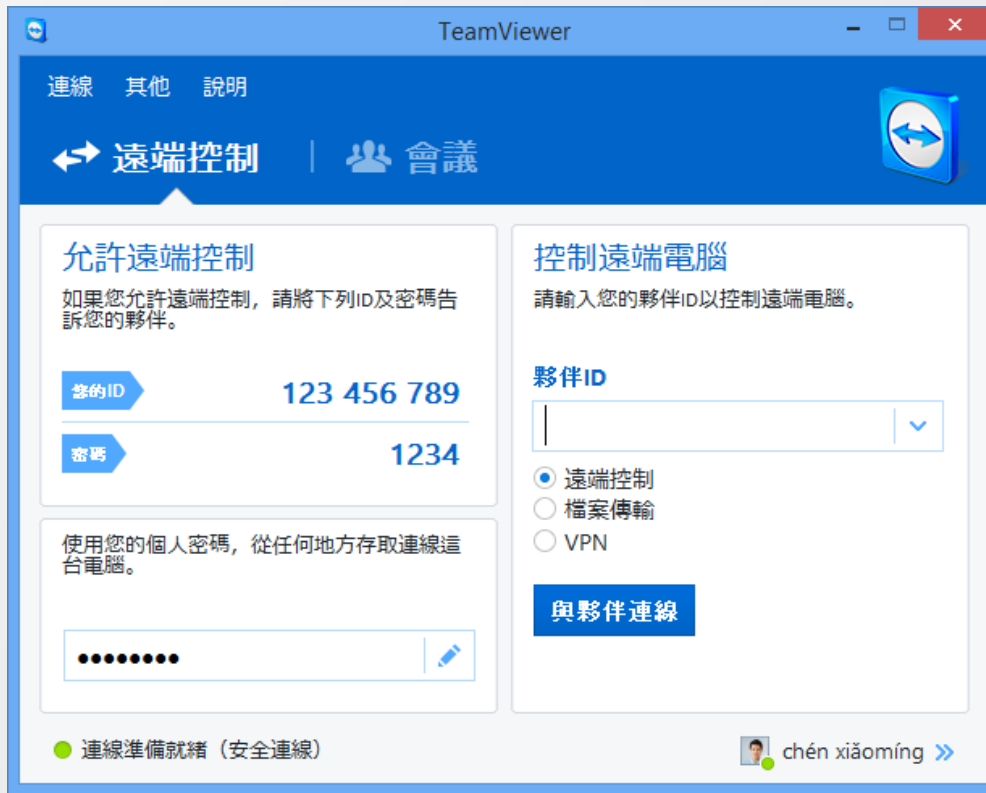 TeamViewer
連線 其他 說明
遠端控制 會議
允許遠端控制
如果您允許遠端控制，請將下列ID及密碼告
訴您的夥伴。
您的ID 123 456 789
密碼 1234
使用您的個人密碼，從任何地方存取連線這
台電腦。
控制遠端電腦
請輸入您的夥伴ID以控制遠端電腦。
夥伴ID
遠端控制
檔案傳輸
VPN
與夥伴連線
連線準備就緒（安全連線）
chén xiǎomíng